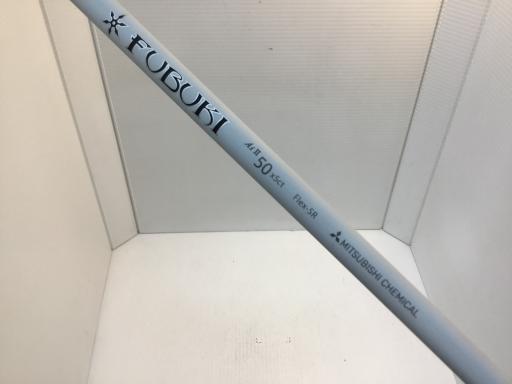 FUBUKI
Ai II 50 x5ct Flex-SR
MITSUBISHI CHEMICAL